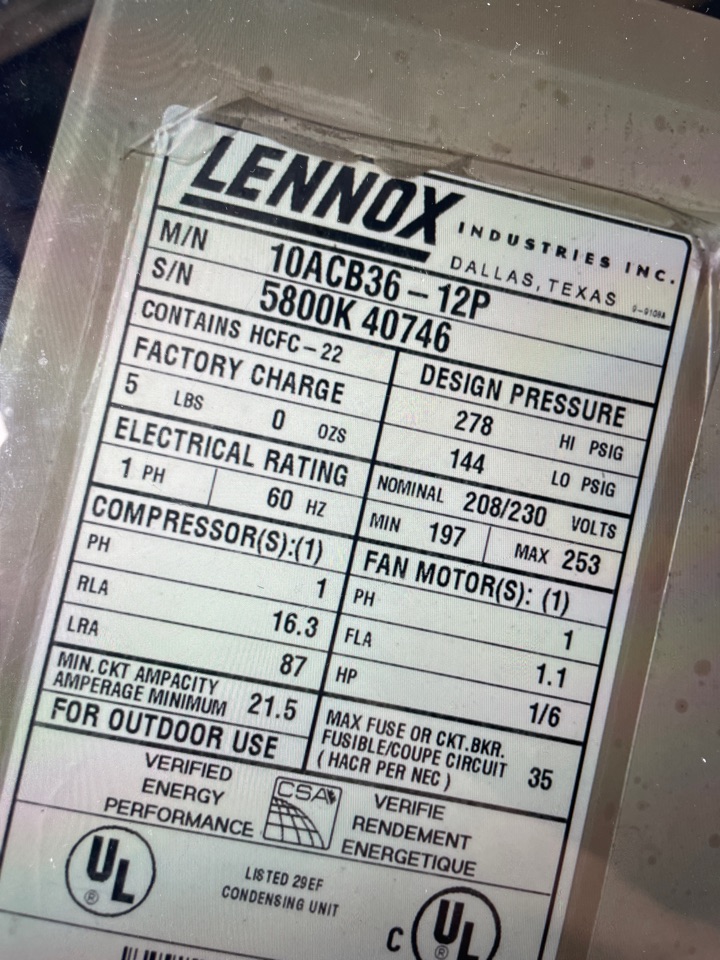 LENNOX INDUSTRIES INC.
DALLAS, TEXAS
M/N 10ACB36-12P
S/N 5800K 40746
CONTAINS HCFC-22
FACTORY CHARGE
5 LBS 0 OZS
DESIGN PRESSURE
278 HI PSIG
144 LO PSIG
ELECTRICAL RATING
1 PH 60 HZ
NOMINAL 208/230 VOLTS
MIN 197 MAX 253
COMPRESSOR(S):(1)
PH 1
RLA 16.3
LRA 87
FAN MOTOR(S): (1)
PH 1
FLA 1.1
HP 1/6
MIN. CKT AMPACITY
AMPERAGE MINIMUM 21.5
MAX FUSE OR CKT.BKR.
FUSIBLE/COUPE CIRCUIT 35
(HACR PER NEC)
FOR OUTDOOR USE
VERIFIED
ENERGY
PERFORMANCE
CSA
VERIFIE
RENDEMENT
ENERGETIQUE
UL ®
LISTED 29EF
CONDENSING UNIT
C UL ®